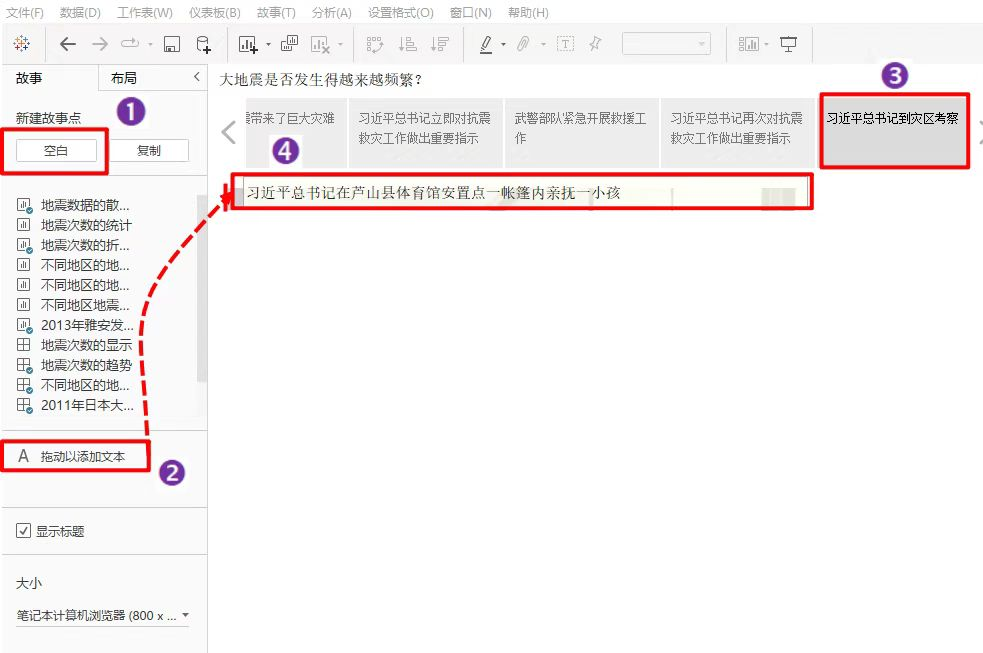 文件(F) 数据(D) 工作表(W) 仪表板(B) 故事(T) 分析(A) 设置格式(O) 窗口(N) 帮助(H)
故事 布局
大地震是否发生得越来越频繁?
3
1
新建故事点
空白 复制
带来了巨大灾难
习近平总书记立即对抗震
救灾工作做出重要指示
武警部队紧急开展救援工
作
习近平总书记再次对抗震
救灾工作做出重要指示
习近平总书记到灾区考察
4
习近平总书记在芦山县体育馆安置点一帐篷内亲抚一小孩
地震数据的散...
地震次数的统计
地震次数的折...
不同地区的地...
不同地区的地...
不同地区地震...
2013年雅安发...
地震次数的显示
地震次数的趋势
不同地区的地...
2011年日本大...
A 拖动以添加文本
2
显示标题
大小
笔记本计算机浏览器 (800 x ...